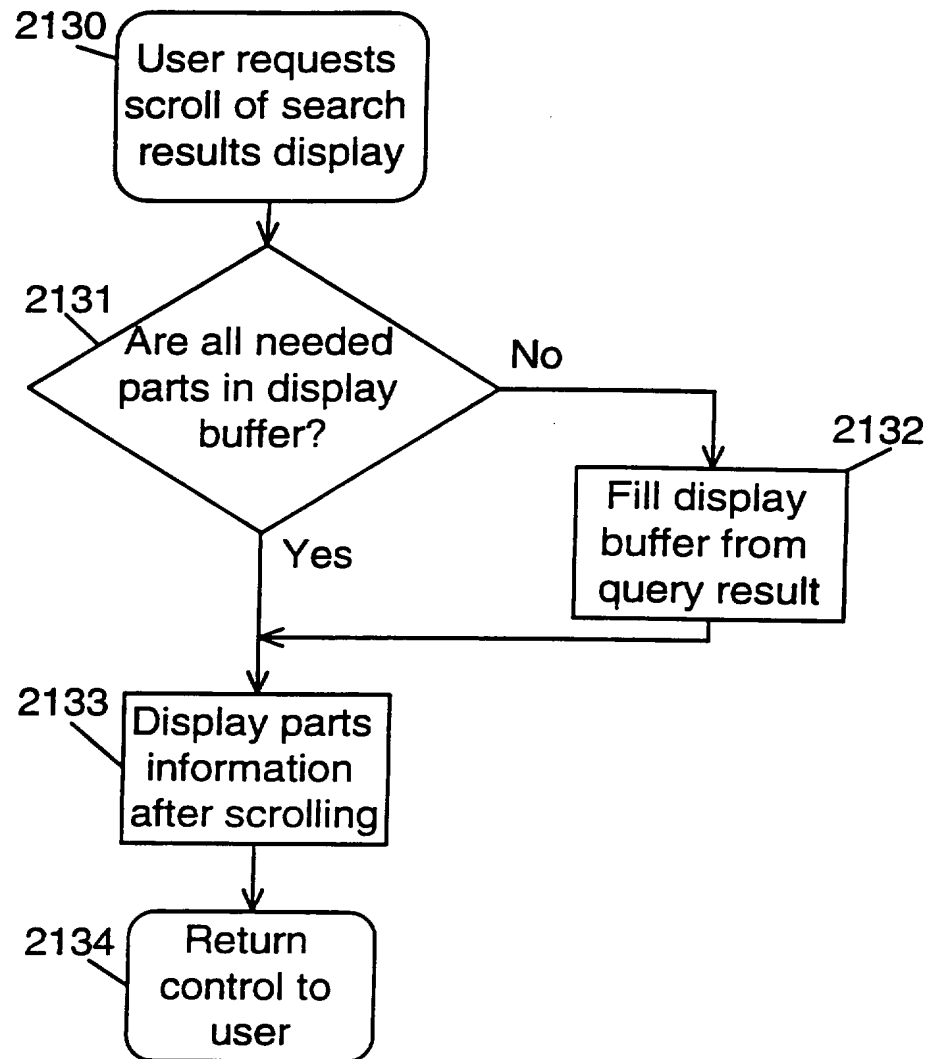 2130
User requests
scroll of search
results display
2131
Are all needed
parts in display
buffer?
No
2132
Fill display
buffer from
query result
Yes
2133
Display parts
information
after scrolling
2134
Return
control to
user